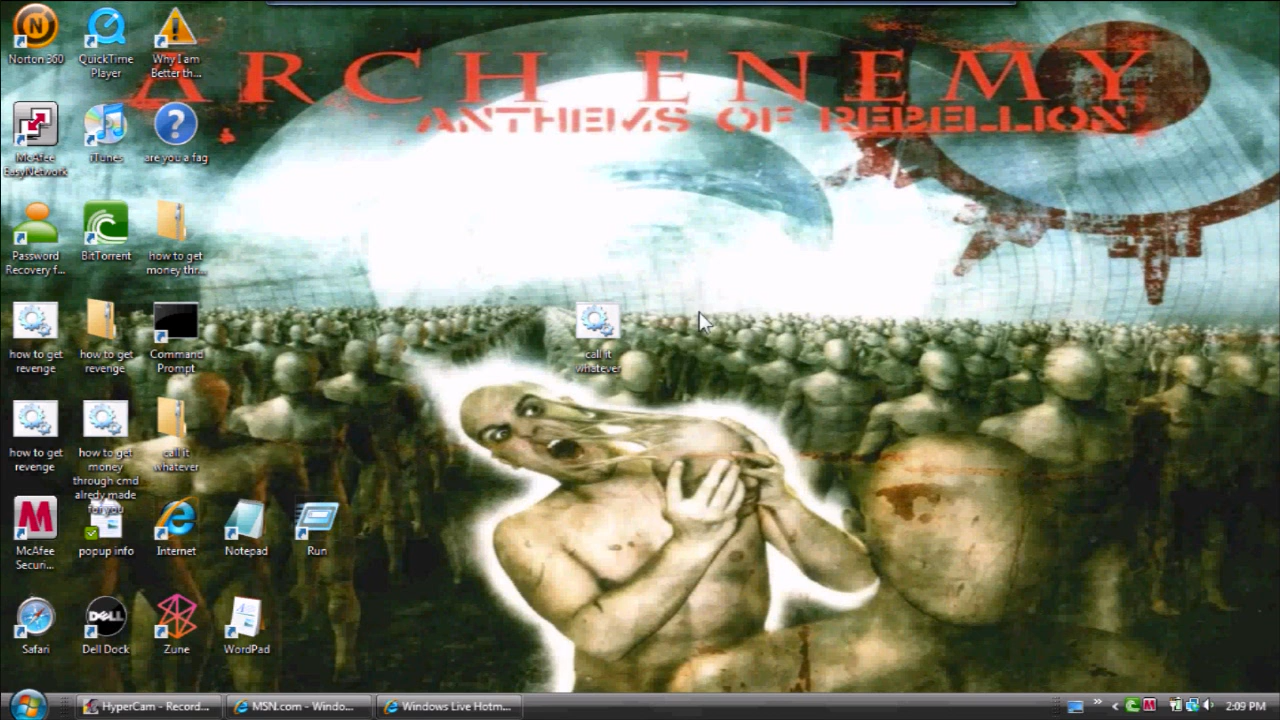 ARCH ENEMY
ANTHEMS OF REBELLION
Norton 360
QuickTime
Player
Why I am
Better th...
McAfee
EasyNetwork
iTunes
are you a fag
Password
Recovery f...
BitTorrent
how to get
money thr...
how to get
revenge
how to get
revenge
Command
Prompt
call it
whatever
how to get
revenge
how to get
money
through cmd
alredy made
for you
call it
whatever
McAfee
Securi...
popup info
Internet
Notepad
Run
Safari
DELL
Dell Dock
Zune
WordPad
HyperCam - Record...
MSN.com - Windo...
Windows Live Hotm...
2:09 PM